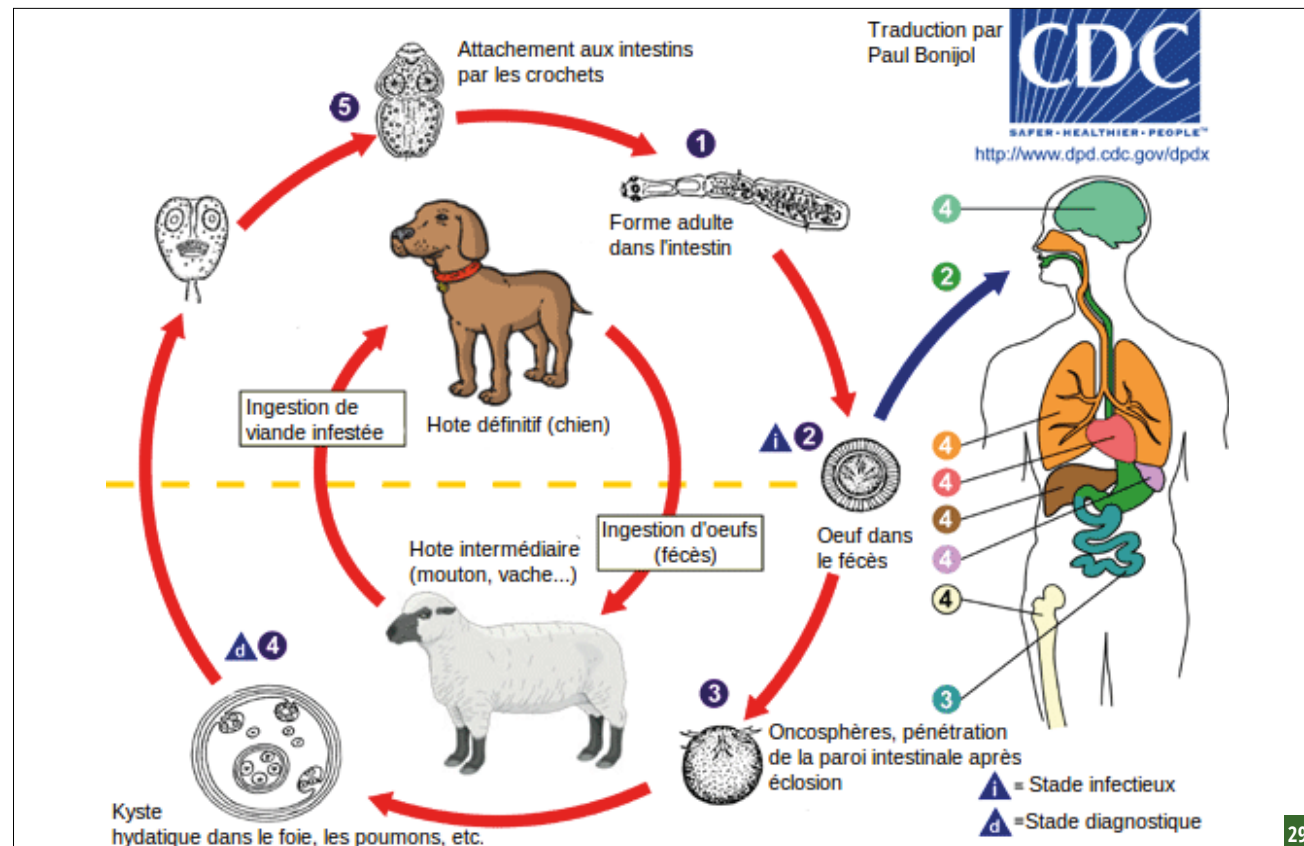 Attachement aux intestins
par les crochets
Traduction par
Paul Bonijol
CDC
SAFER • HEALTHIER • PEOPLE™
http://www.dpd.cdc.gov/dpdx
5
1
Forme adulte
dans l'intestin
4
2
Ingestion de
viande infestée
Hote définitif (chien)
i 2
Oeuf dans
le fécès
4
4
4
4
4
3
Ingestion d'oeufs
(fécès)
Hote intermédiaire
(mouton, vache...)
d 4
3
Oncosphères, pénétration
de la paroi intestinale après
éclosion
Kyste
hydatique dans le foie, les poumons, etc.
i = Stade infectieux
d =Stade diagnostique
29